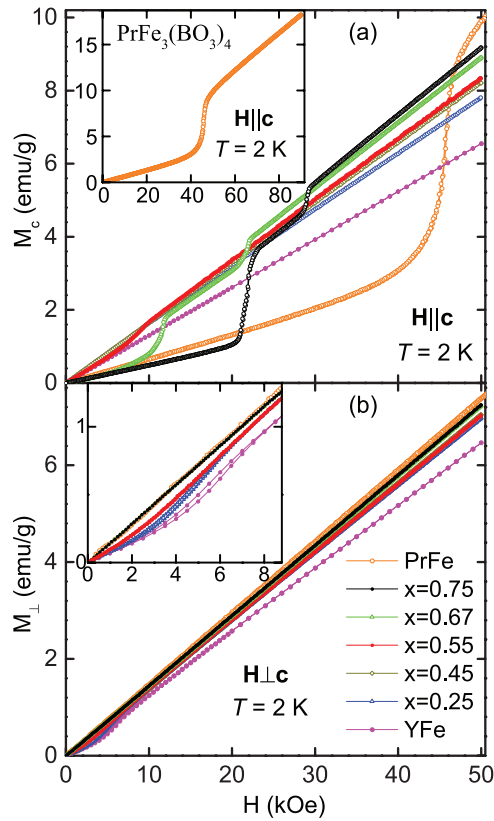 PrFe₃(BO₃)₄
(a)
15
10
5
0
H||c
T = 2 K
0 20 40 60 80
10
8
6
4
2
0
M_c (emu/g)
H||c
T = 2 K
(b)
1
0
0 2 4 6 8
6
4
2
0
M_⊥ (emu/g)
H⊥c
T = 2 K
PrFe
x=0.75
x=0.67
x=0.55
x=0.45
x=0.25
YFe
0 10 20 30 40 50
H (kOe)